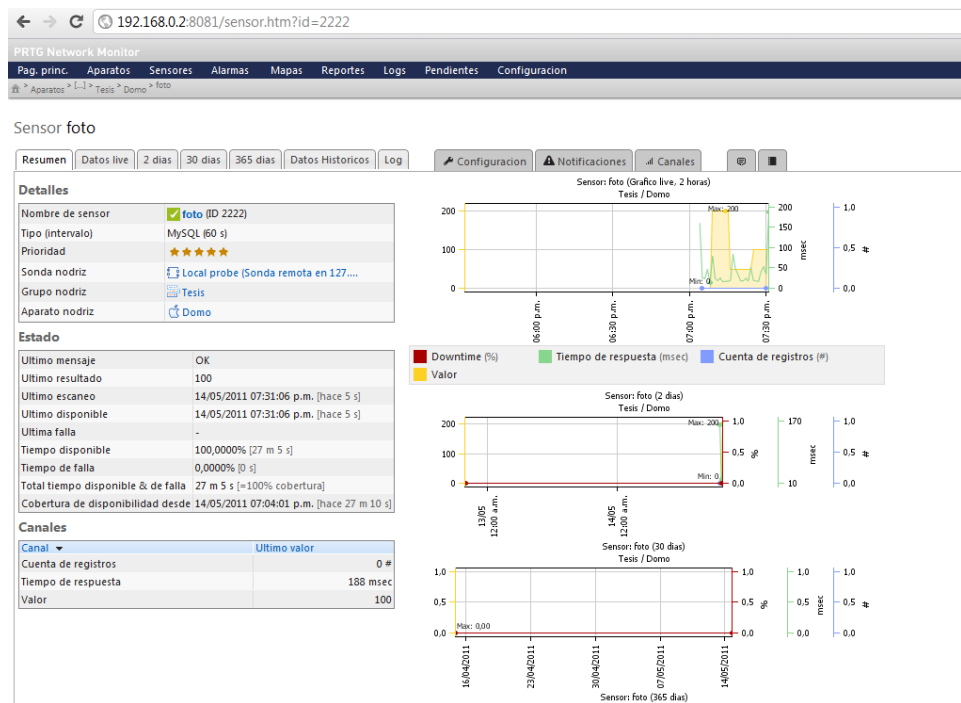 192.168.0.2:8081/sensor.htm?id=2222
PRTG Network Monitor
Pag. princ. Aparatos Sensores Alarmas Mapas Reportes Logs Pendientes Configuracion
> Aparatos > [...] > Tesis > Domo > foto
Sensor foto
Resumen Datos live 2 dias 30 dias 365 dias Datos Historicos Log Configuracion Notificaciones Canales
Detalles
Nombre de sensor foto (ID 2222)
Tipo (intervalo) MySQL (60 s)
Prioridad
Sonda nodriz Local probe (Sonda remota en 127....
Grupo nodriz Tesis
Aparato nodriz Domo
Estado
Ultimo mensaje OK
Ultimo resultado 100
Ultimo escaneo 14/05/2011 07:31:06 p.m. [hace 5 s]
Ultimo disponible 14/05/2011 07:31:06 p.m. [hace 5 s]
Ultima falla -
Tiempo disponible 100,0000% [27 m 5 s]
Tiempo de falla 0,0000% [0 s]
Total tiempo disponible & de falla 27 m 5 s [=100% cobertura]
Cobertura de disponibilidad desde 14/05/2011 07:04:01 p.m. [hace 27 m 10 s]
Canales
Canal Ultimo valor
Cuenta de registros 0 #
Tiempo de respuesta 188 msec
Valor 100
Sensor: foto (Grafico live, 2 horas)
Tesis / Domo
200 100 0
Max: 200
Min: 0
200 150 100 50 0 msec
1,0 0,5 0,0 #
06:00 p.m. 06:30 p.m. 07:00 p.m. 07:30 p.m.
Downtime (%) Tiempo de respuesta (msec) Cuenta de registros (#)
Valor
Sensor: foto (2 dias)
Tesis / Domo
200 100 0
Max: 200
Min: 0
1,0 0,5 0,0 %
170 10 msec
1,0 0,5 0,0 #
13/05 12:00 a.m. 14/05 12:00 a.m.
Sensor: foto (30 dias)
Tesis / Domo
1,0 0,5 0,0
Max: 0,00
1,0 0,5 0,0 %
1,0 0,5 0,0 msec
1,0 0,5 0,0 #
16/04/2011 23/04/2011 30/04/2011 07/05/2011 14/05/2011
Sensor: foto (365 dias)